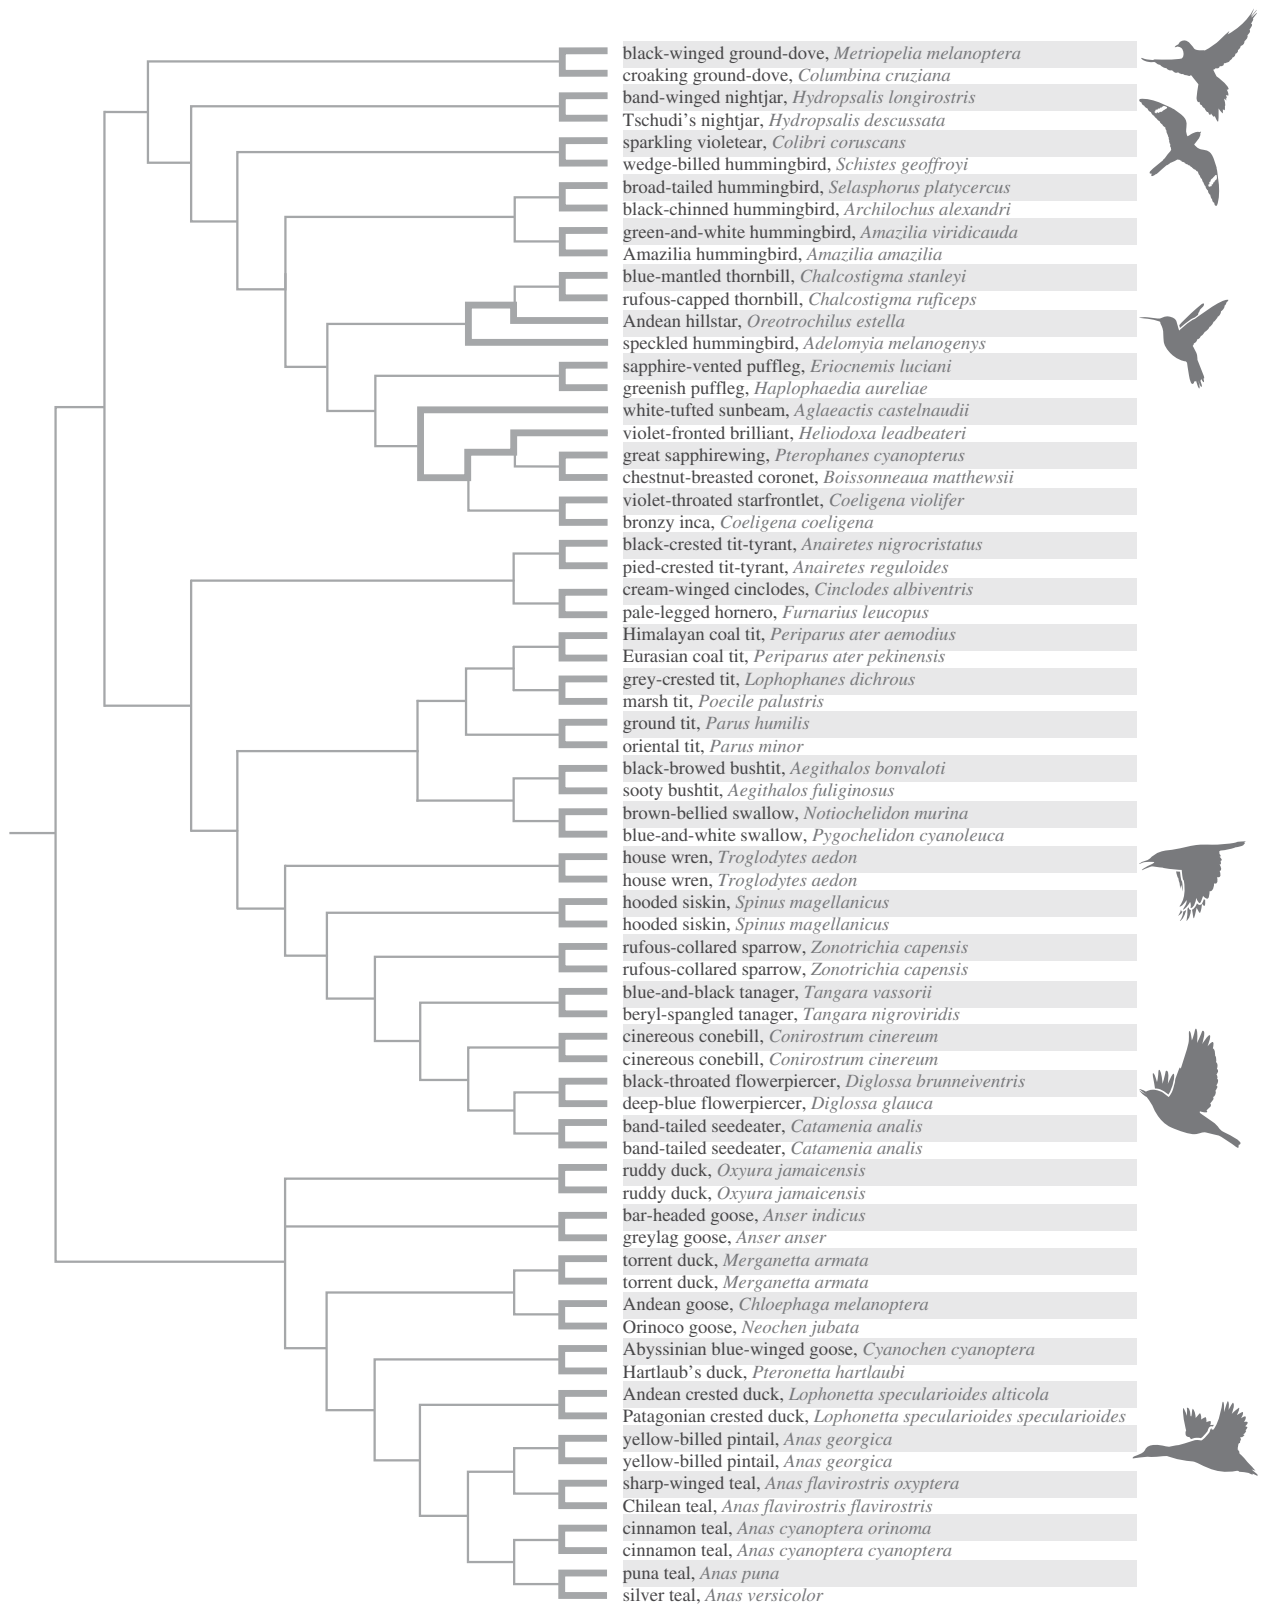 black-winged ground-dove, Metriopelia melanoptera
croaking ground-dove, Columbina cruziana
band-winged nightjar, Hydropsalis longirostris
Tschudi's nightjar, Hydropsalis descussata
sparkling violetear, Colibri coruscans
wedge-billed hummingbird, Schistes geoffroyi
broad-tailed hummingbird, Selasphorus platycercus
black-chinned hummingbird, Archilochus alexandri
green-and-white hummingbird, Amazilia viridicauda
Amazilia hummingbird, Amazilia amazilia
blue-mantled thornbill, Chalcostigma stanleyi
rufous-capped thornbill, Chalcostigma ruficeps
Andean hillstar, Oreotrochilus estella
speckled hummingbird, Adelomyia melanogenys
sapphire-vented puffleg, Eriocnemis luciani
greenish puffleg, Haplophaedia aureliae
white-tufted sunbeam, Aglaeactis castelnaudii
violet-fronted brilliant, Heliodoxa leadbeateri
great sapphirewing, Pterophanes cyanopterus
chestnut-breasted coronet, Boissonneaua matthewsii
violet-throated starfrontlet, Coeligena violifer
bronzy inca, Coeligena coeligena
black-crested tit-tyrant, Anairetes nigrocristatus
pied-crested tit-tyrant, Anairetes reguloides
cream-winged cinclodes, Cinclodes albiventris
pale-legged hornero, Furnarius leucopus
Himalayan coal tit, Periparus ater aemodius
Eurasian coal tit, Periparus ater pekinensis
grey-crested tit, Lophophanes dichrous
marsh tit, Poecile palustris
ground tit, Parus humilis
oriental tit, Parus minor
black-browed bushtit, Aegithalos bonvaloti
sooty bushtit, Aegithalos fuliginosus
brown-bellied swallow, Notiochelidon murina
blue-and-white swallow, Pygochelidon cyanoleuca
house wren, Troglodytes aedon
house wren, Troglodytes aedon
hooded siskin, Spinus magellanicus
hooded siskin, Spinus magellanicus
rufous-collared sparrow, Zonotrichia capensis
rufous-collared sparrow, Zonotrichia capensis
blue-and-black tanager, Tangara vassorii
beryl-spangled tanager, Tangara nigroviridis
cinereous conebill, Conirostrum cinereum
cinereous conebill, Conirostrum cinereum
black-throated flowerpiercer, Diglossa brunneiventris
deep-blue flowerpiercer, Diglossa glauca
band-tailed seedeater, Catamenia analis
band-tailed seedeater, Catamenia analis
ruddy duck, Oxyura jamaicensis
ruddy duck, Oxyura jamaicensis
bar-headed goose, Anser indicus
greylag goose, Anser anser
torrent duck, Merganetta armata
torrent duck, Merganetta armata
Andean goose, Chloephaga melanoptera
Orinoco goose, Neochen jubata
Abyssinian blue-winged goose, Cyanochen cyanoptera
Hartlaub's duck, Pteronetta hartlaubi
Andean crested duck, Lophonetta specularioides alticola
Patagonian crested duck, Lophonetta specularioides specularioides
yellow-billed pintail, Anas georgica
yellow-billed pintail, Anas georgica
sharp-winged teal, Anas flavirostris oxyptera
Chilean teal, Anas flavirostris flavirostris
cinnamon teal, Anas cyanoptera orinoma
cinnamon teal, Anas cyanoptera cyanoptera
puna teal, Anas puna
silver teal, Anas versicolor